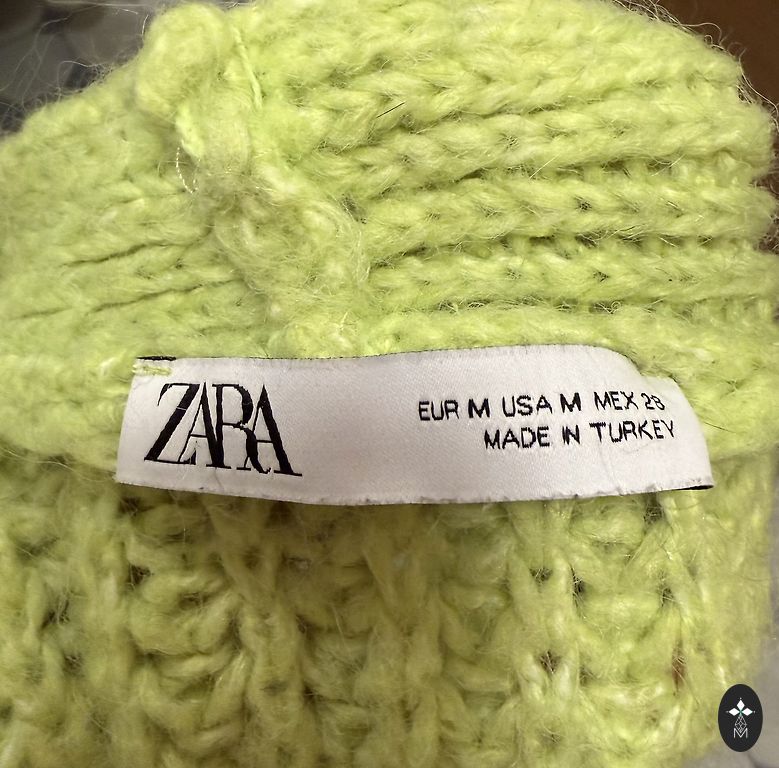 ZARA
EUR M USA M MEX 28
MADE IN TURKEY
M